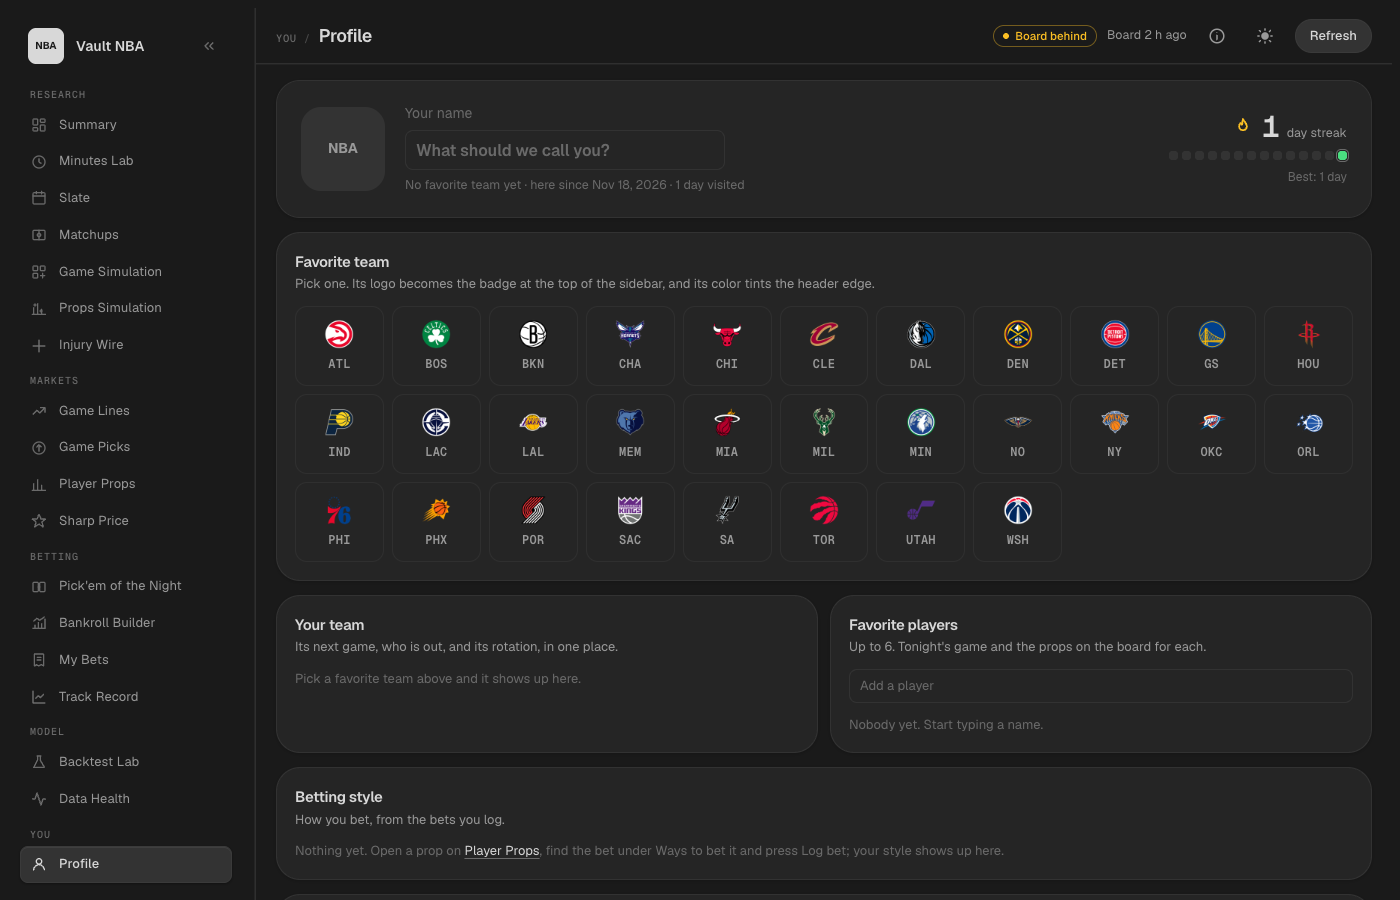 NBA
Vault NBA
RESEARCH
Summary
Minutes Lab
Slate
Matchups
Game Simulation
Props Simulation
Injury Wire
MARKETS
Game Lines
Game Picks
Player Props
Sharp Price
BETTING
Pick'em of the Night
Bankroll Builder
My Bets
Track Record
MODEL
Backtest Lab
Data Health
YOU
Profile
YOU / Profile
Board behind
Board 2 h ago
Refresh
NBA
Your name
What should we call you?
No favorite team yet · here since Nov 18, 2026 · 1 day visited
1 day streak
Best: 1 day
Favorite team
Pick one. Its logo becomes the badge at the top of the sidebar, and its color tints the header edge.
ATL BOS BKN CHA CHI CLE DAL DEN DET GS HOU
IND LAC LAL MEM MIA MIL MIN NO NY OKC ORL
PHI PHX POR SAC SA TOR UTAH WSH
Your team
Its next game, who is out, and its rotation, in one place.
Pick a favorite team above and it shows up here.
Favorite players
Up to 6. Tonight's game and the props on the board for each.
Add a player
Nobody yet. Start typing a name.
Betting style
How you bet, from the bets you log.
Nothing yet. Open a prop on Player Props, find the bet under Ways to bet it and press Log bet; your style shows up here.